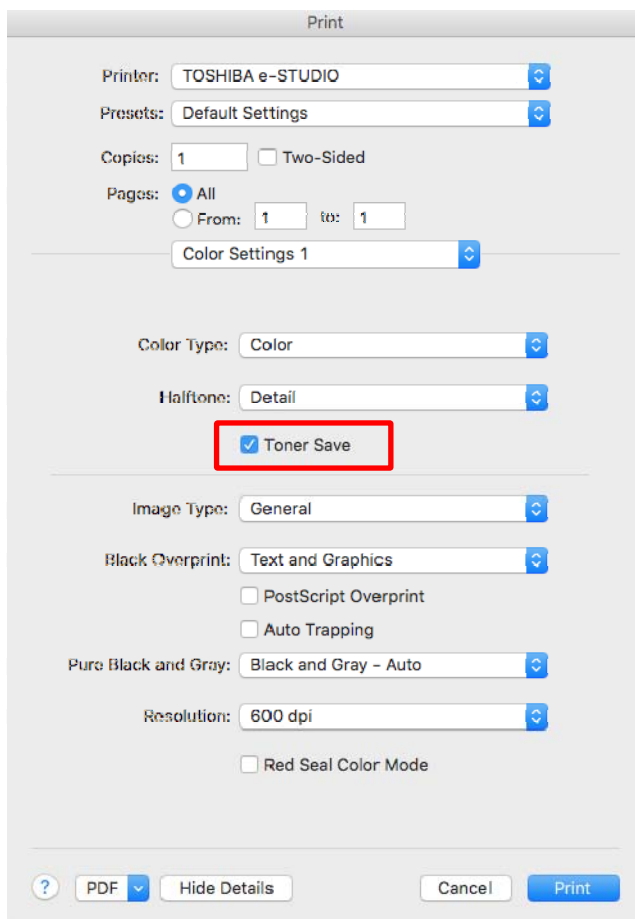 Print
Printer: TOSHIBA e-STUDIO
Presets: Default Settings
Copies: 1 Two-Sided
Pages: All
From: 1 to: 1
Color Settings 1
Color Type: Color
Halftone: Detail
Toner Save
Image Type: General
Black Overprint: Text and Graphics
PostScript Overprint
Auto Trapping
Pure Black and Gray: Black and Gray - Auto
Resolution: 600 dpi
Red Seal Color Mode
? PDF Hide Details Cancel Print